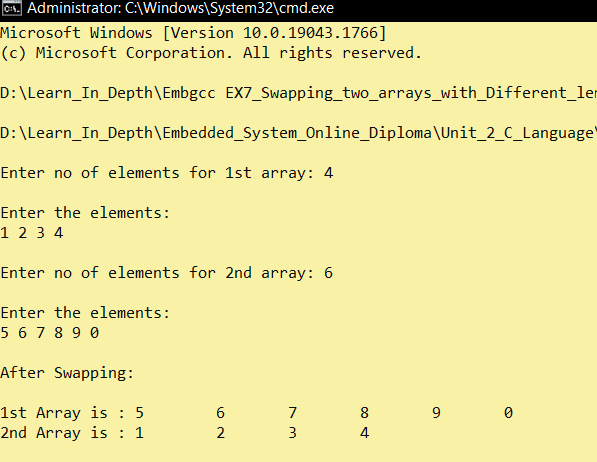 Administrator: C:\Windows\System32\cmd.exe
Microsoft Windows [Version 10.0.19043.1766]
(c) Microsoft Corporation. All rights reserved.
D:\Learn_In_Depth\Embgcc EX7_Swapping_two_arrays_with_Different_len
D:\Learn_In_Depth\Embedded_System_Online_Diploma\Unit_2_C_Language\
Enter no of elements for 1st array: 4
Enter the elements:
1 2 3 4
Enter no of elements for 2nd array: 6
Enter the elements:
5 6 7 8 9 0
After Swapping:
1st Array is : 5 6 7 8 9 0
2nd Array is : 1 2 3 4